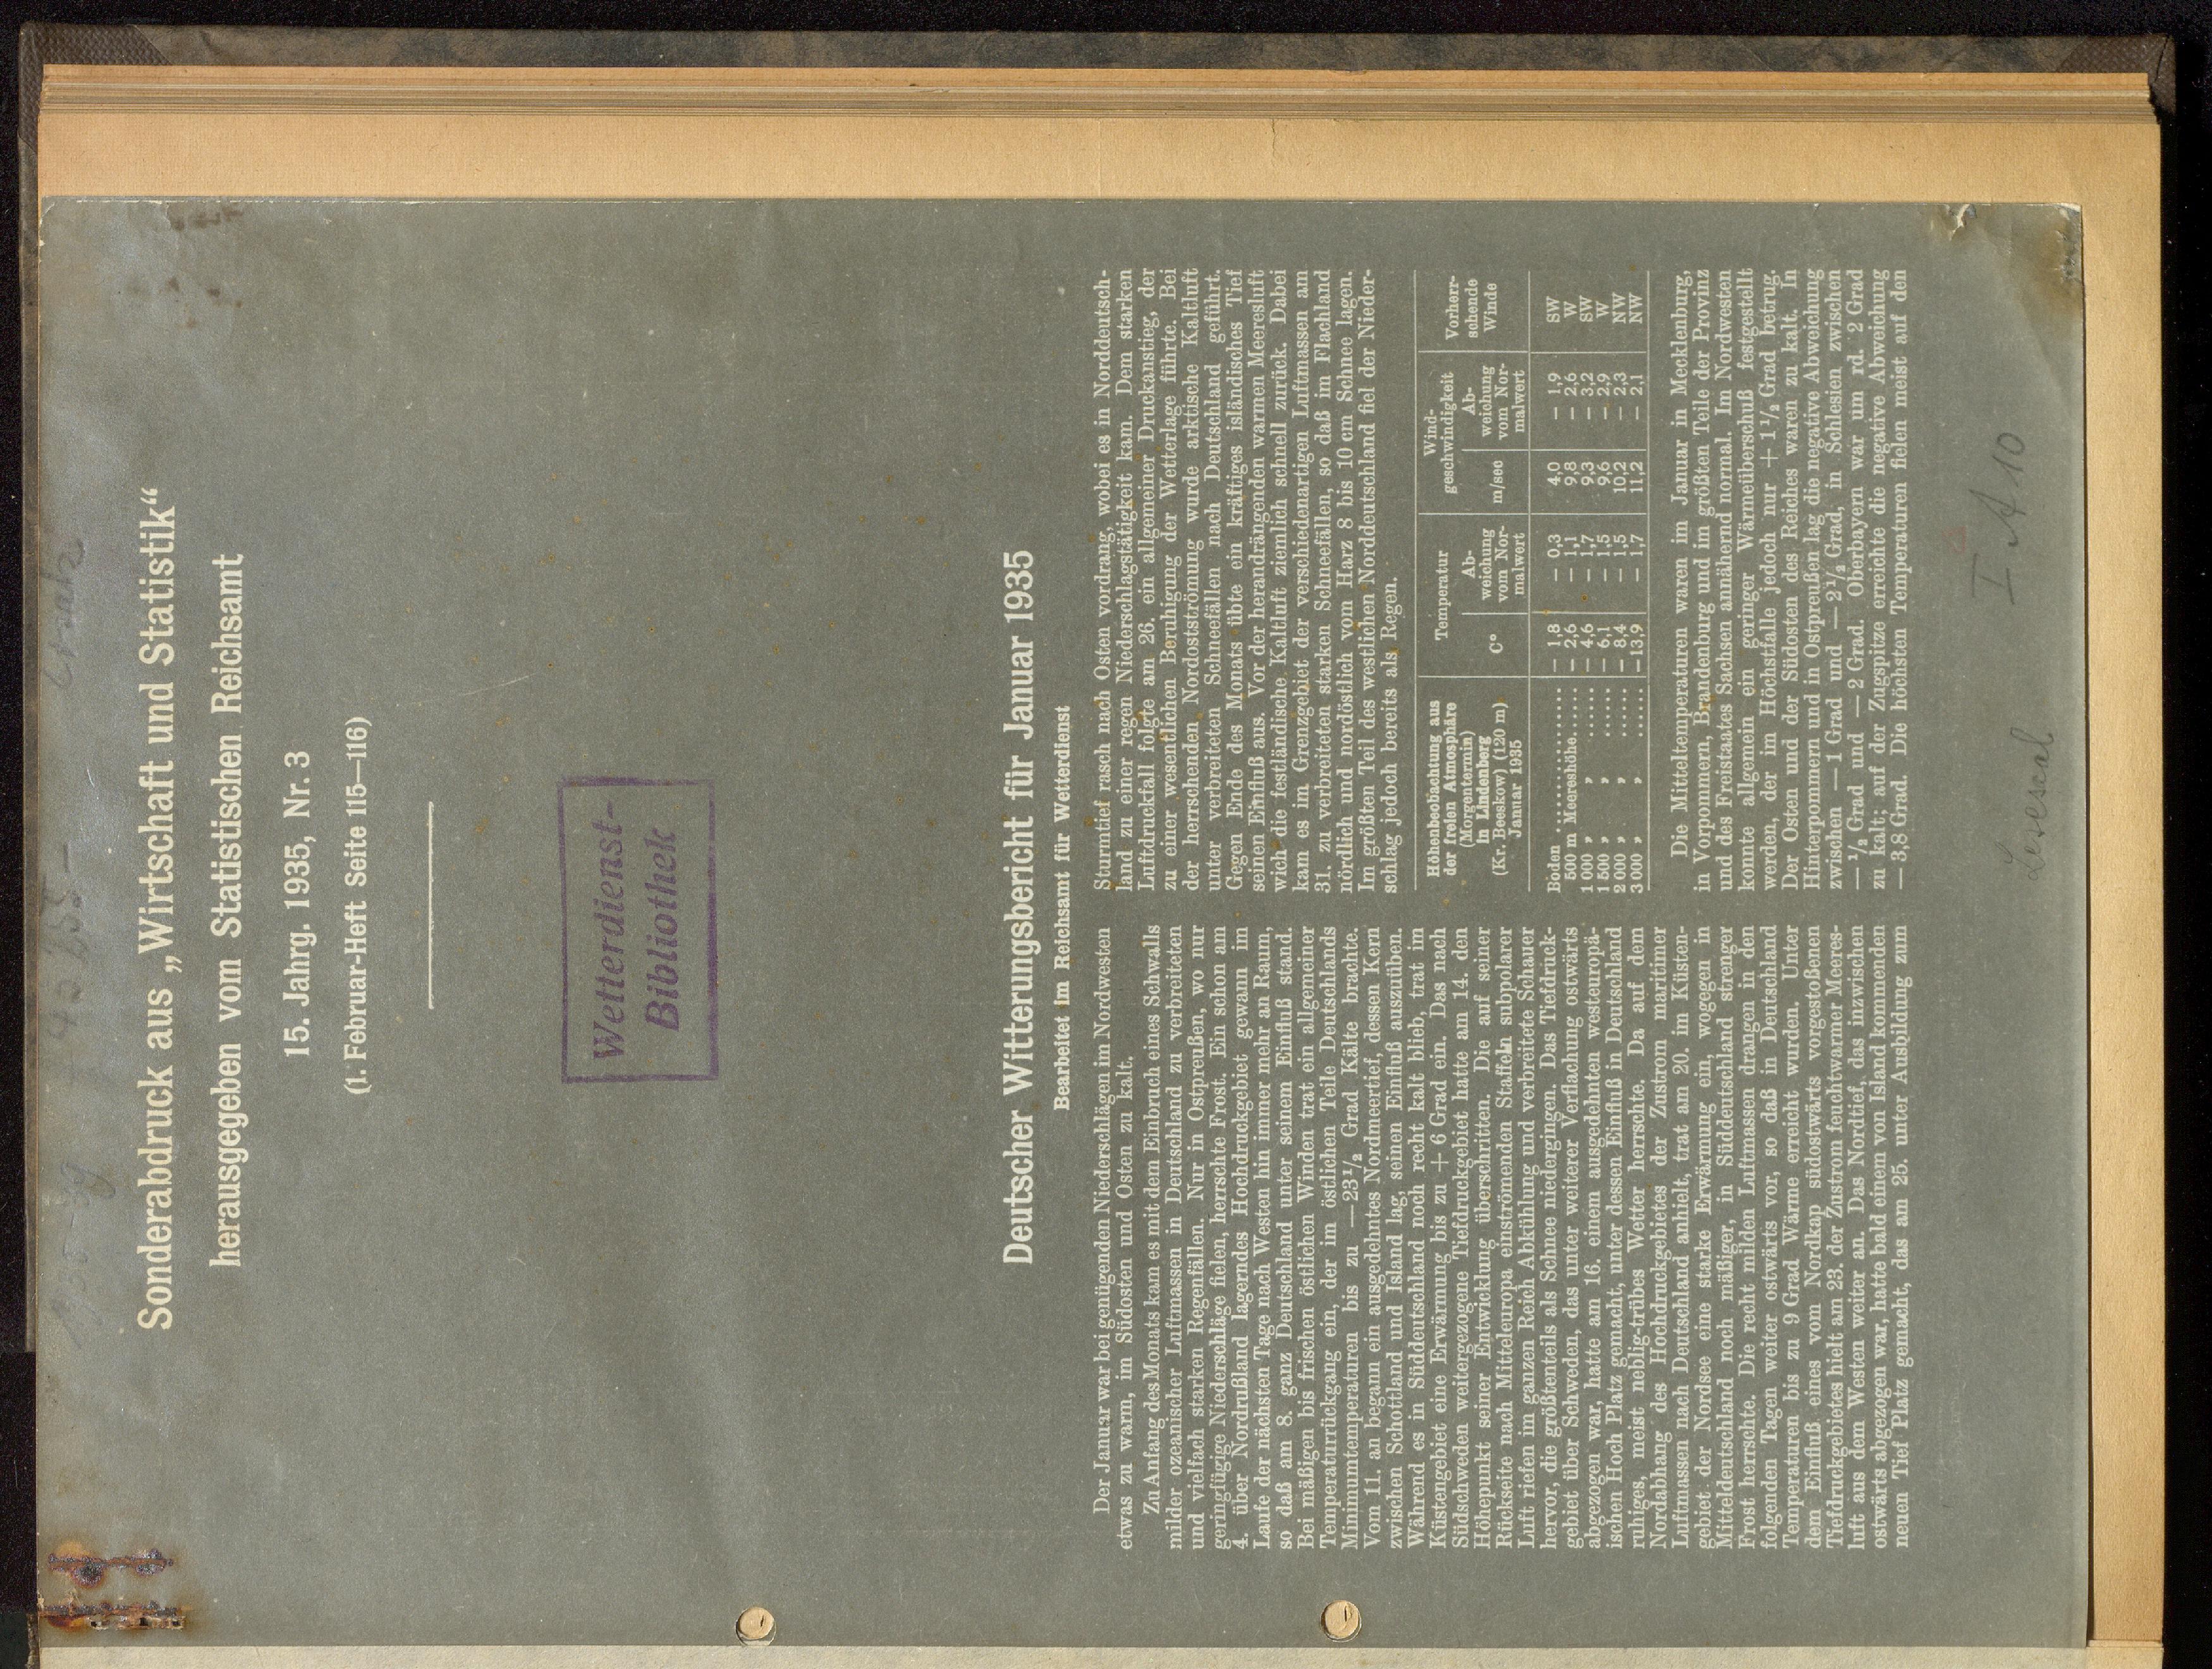 Sonderabdruck aus „Wirtschaft und Statistik“
herausgegeben vom Statistischen Reichsamt
15. Jahrg. 1935, Nr. 3
(1. Februar-Heft Seite 115—116)
Wetterdienst-
Bibliothek
Deutscher Witterungsbericht für Januar 1935
Bearbeitet im Reichsamt für Wetterdienst
Der Januar war bei genügenden Niederschlägen im Nordwesten
etwas zu warm, im Südosten und Osten zu kalt.
Zu Anfang des Monats kam es mit dem Einbruch eines Schwalls
milder ozeanischer Luftmassen in Deutschland zu verbreiteten
und vielfach starken Regenfällen. Nur in Ostpreußen, wo nur
geringfügige Niederschläge fielen, herrschte Frost. Ein schon am
4. über Nordrußland lagerndes Hochdruckgebiet gewann im
Laufe der nächsten Tage nach Westen hin immer mehr an Raum,
so daß am 8. ganz Deutschland unter seinem Einfluß stand.
Bei mäßigen bis frischen östlichen Winden trat ein allgemeiner
Temperaturrückgang ein, der in östlichen Teile Deutschlands
Minimumtemperaturen bis zu —23½ Grad Kälte brachte.
Vom 11. an begann ein ausgedehntes Nordmeertief, dessen Kern
zwischen Schottland und Island lag, seinen Einfluß auszuüben.
Während es in Süddeutschland noch recht kalt blieb, trat im
Küstengebiet eine Erwärmung bis zu + 6 Grad ein. Das nach
Südschweden weitergezogene Tiefdruckgebiet hatte am 14. den
Höhepunkt seiner Entwicklung überschritten. Die auf seiner
Rückseite nach Mitteleuropa einströmenden Staffeln subpolarer
Luft riefen im ganzen Reich Abkühlung und verbreitete Schauer
hervor, die größtenteils als Schnee niedergingen. Das Tiefdruck-
gebiet über Schweden, das unter weiterer Verflachung ostwärts
abgezogen war, hatte am 16. einem ausgedehnten westeuropä-
ischen Hoch Platz gemacht, unter dessen Einfluß in Deutschland
ruhiges, meist neblig-trübes Wetter herrschte. Da auf dem
Nordabhang des Hochdruckgebietes der Zustrom maritimer
Luftmassen nach Deutschland anhielt, trat am 20. im Küsten-
gebiet der Nordsee eine starke Erwärmung ein, wogegen in
Mitteldeutschland noch mäßiger, in Süddeutschland strenger
Frost herrschte. Die recht milden Luftmassen drangen in den
folgenden Tagen weiter ostwärts vor, so daß in Deutschland
Temperaturen bis zu 9 Grad Wärme erreicht wurden. Unter
dem Einfluß eines vom Nordkap südostwärts vorgestoßenen
Tiefdruckgebietes hielt am 23. der Zustrom feuchtwarmer Meeres-
luft aus dem Westen weiter an. Das Nordtief, das inzwischen
ostwärts abgezogen war, hatte bald einem von Island kommenden
neuen Tief Platz gemacht, das am 25. unter Ausbildung zum
Sturmtief rasch nach Osten vordrang, wobei es in Norddeutsch-
land zu einer regen Niederschlagstätigkeit kam. Dem starken
Luftdruckfall folgte am 26. ein allgemeiner Druckanstieg, der
zu einer wesentlichen Beruhigung der Wetterlage führte. Bei
der herrschenden Nordostströmung wurde arktische Kaltluft
unter verbreiteten Schneefällen nach Deutschland geführt.
Gegen Ende des Monats übte ein kräftiges isländisches Tief
seinen Einfluß aus. Vor der herandrängenden warmen Meeresluft
wich die festländische Kaltluft ziemlich schnell zurück. Dabei
kam es im Grenzgebiet der verschiedenartigen Luftmassen am
31. zu verbreiteten starken Schneefällen, so daß im Flachland
nördlich und nordöstlich vom Harz 8 bis 10 cm Schnee lagen.
Im größten Teil des westlichen Norddeutschland fiel der Nieder-
schlag jedoch bereits als Regen.
Höhenbeobachtung aus der freien Atmosphäre (Morgentermin) in Lindenberg (Kr. Beeskow) (120 m) Januar 1935 | Temperatur | Wind-geschwindigkeit | Vorherr-schende Winde
C° | Ab-weichung vom Nor-malwert | m/sec | Ab-weichung vom Nor-malwert
Boden ............... — 1,8 — 0,3 4,0 — 1,9 SW
500 m Meereshöhe...... — 2,6 — 1,1 9,8 — 2,6 W
1 000 „ „ ...... — 4,6 — 1,7 9,3 — 3,2 SW
1 500 „ „ ...... — 6,1 — 1,5 9,6 — 2,9 W
2 000 „ „ ...... — 8,4 — 1,5 10,2 — 2,3 NW
3 000 „ „ ...... —13,9 — 1,7 11,2 — 2,1 NW
Die Mitteltemperaturen waren im Januar in Mecklenburg,
in Vorpommern, Brandenburg und im größten Teile der Provinz
und des Freistaates Sachsen annähernd normal. Im Nordwesten
konnte allgemein ein geringer Wärmeüberschuß festgestellt
werden, der im Höchstfalle jedoch nur +1½ Grad betrug.
Der Osten und der Südosten des Reiches waren zu kalt. In
Hinterpommern und in Ostpreußen lag die negative Abweichung
zwischen —1 Grad und —2½ Grad, in Schlesien zwischen
—½ Grad und — 2 Grad. Oberbayern war um rd. 2 Grad
zu kalt; auf der Zugspitze erreichte die negative Abweichung
— 3,8 Grad. Die höchsten Temperaturen fielen meist auf den
Lesesaal I A 10